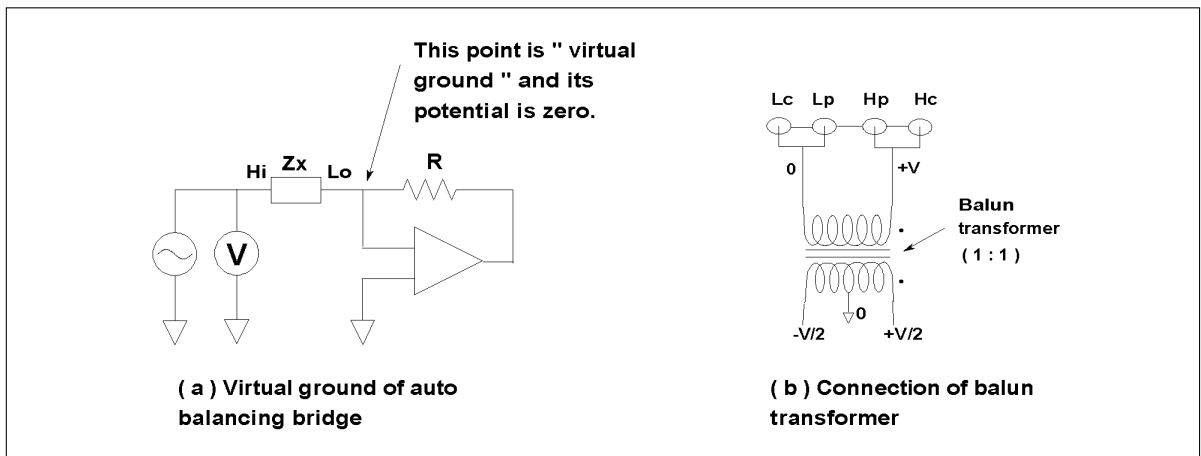 This point is " virtual
ground " and its
potential is zero.
Hi
Zx
Lo
R
V
( a ) Virtual ground of auto
balancing bridge
Lc
Lp
Hp
Hc
0
+V
Balun
transformer
( 1 : 1 )
0
-V/2
+V/2
( b ) Connection of balun
transformer